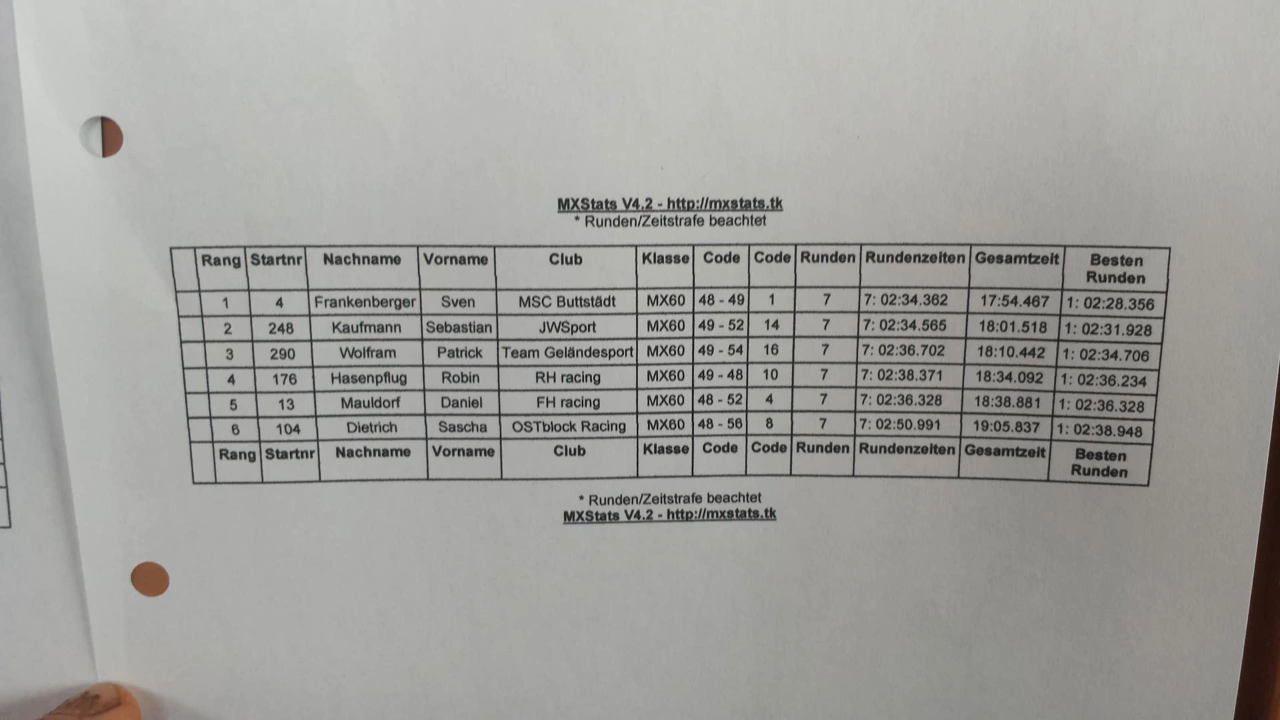 MXStats V4.2 - http://mxstats.tk
* Runden/Zeitstrafe beachtet
Rang Startnr Nachname Vorname Club Klasse Code Code Runden Rundenzeiten Gesamtzeit Besten Runden
1 4 Frankenberger Sven MSC Buttstädt MX60 48 - 49 1 7 7: 02:34.362 17:54.467 1: 02:28.356
2 248 Kaufmann Sebastian JWSport MX60 49 - 52 14 7 7: 02:34.565 18:01.518 1: 02:31.928
3 290 Wolfram Patrick Team Geländesport MX60 49 - 54 16 7 7: 02:36.702 18:10.442 1: 02:34.706
4 176 Hasenpflug Robin RH racing MX60 49 - 48 10 7 7: 02:38.371 18:34.092 1: 02:36.234
5 13 Mauldorf Daniel FH racing MX60 48 - 52 4 7 7: 02:36.328 18:38.881 1: 02:36.328
6 104 Dietrich Sascha OSTblock Racing MX60 48 - 56 8 7 7: 02:50.991 19:05.837 1: 02:38.948
Rang Startnr Nachname Vorname Club Klasse Code Code Runden Rundenzeiten Gesamtzeit Besten Runden
* Runden/Zeitstrafe beachtet
MXStats V4.2 - http://mxstats.tk